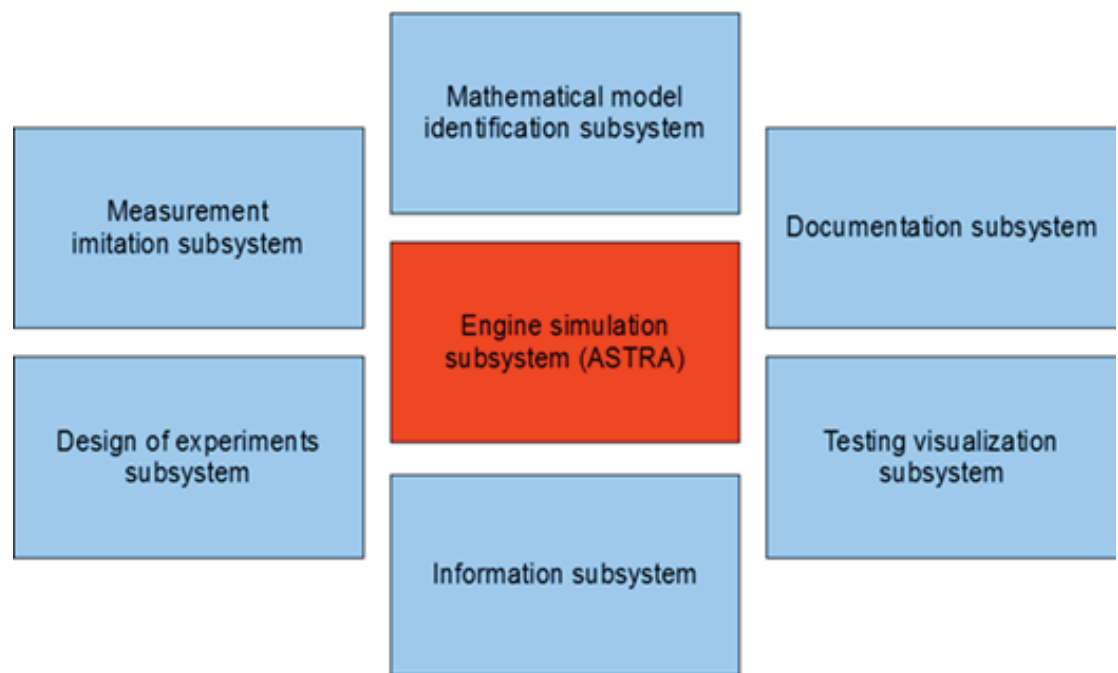 Mathematical model
identification subsystem
Measurement
imitation subsystem
Documentation subsystem
Engine simulation
subsystem (ASTRA)
Design of experiments
subsystem
Testing visualization
subsystem
Information subsystem